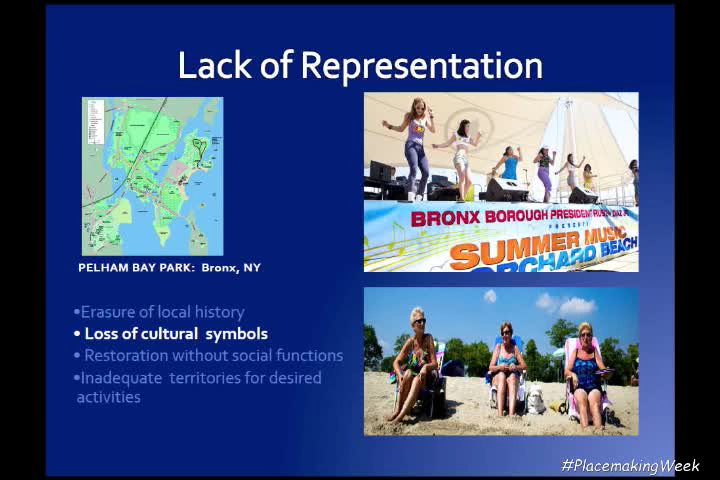 Lack of Representation
PELHAM BAY PARK: Bronx, NY
•Erasure of local history
• Loss of cultural symbols
• Restoration without social functions
•Inadequate territories for desired
activities
BRONX BOROUGH PRESIDENT RUBEN DIAZ JR
PRESENTS
SUMMER MUSIC
ORCHARD BEACH
#PlacemakingWeek